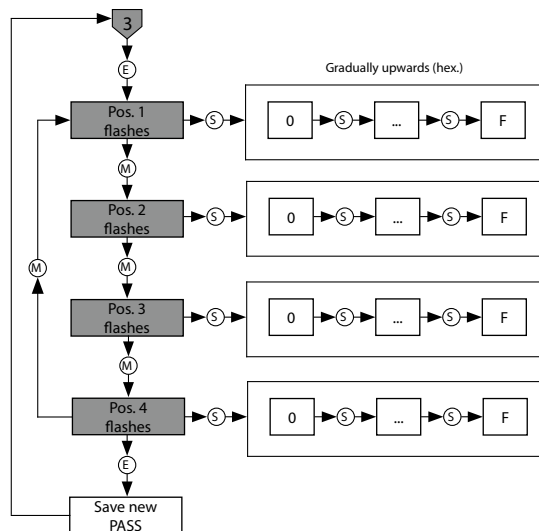 3
E
Gradually upwards (hex.)
Pos. 1
flashes
S
0
S
...
S
F
M
Pos. 2
flashes
S
0
S
...
S
F
M
M
Pos. 3
flashes
S
0
S
...
S
F
M
Pos. 4
flashes
S
0
S
...
S
F
E
Save new
PASS